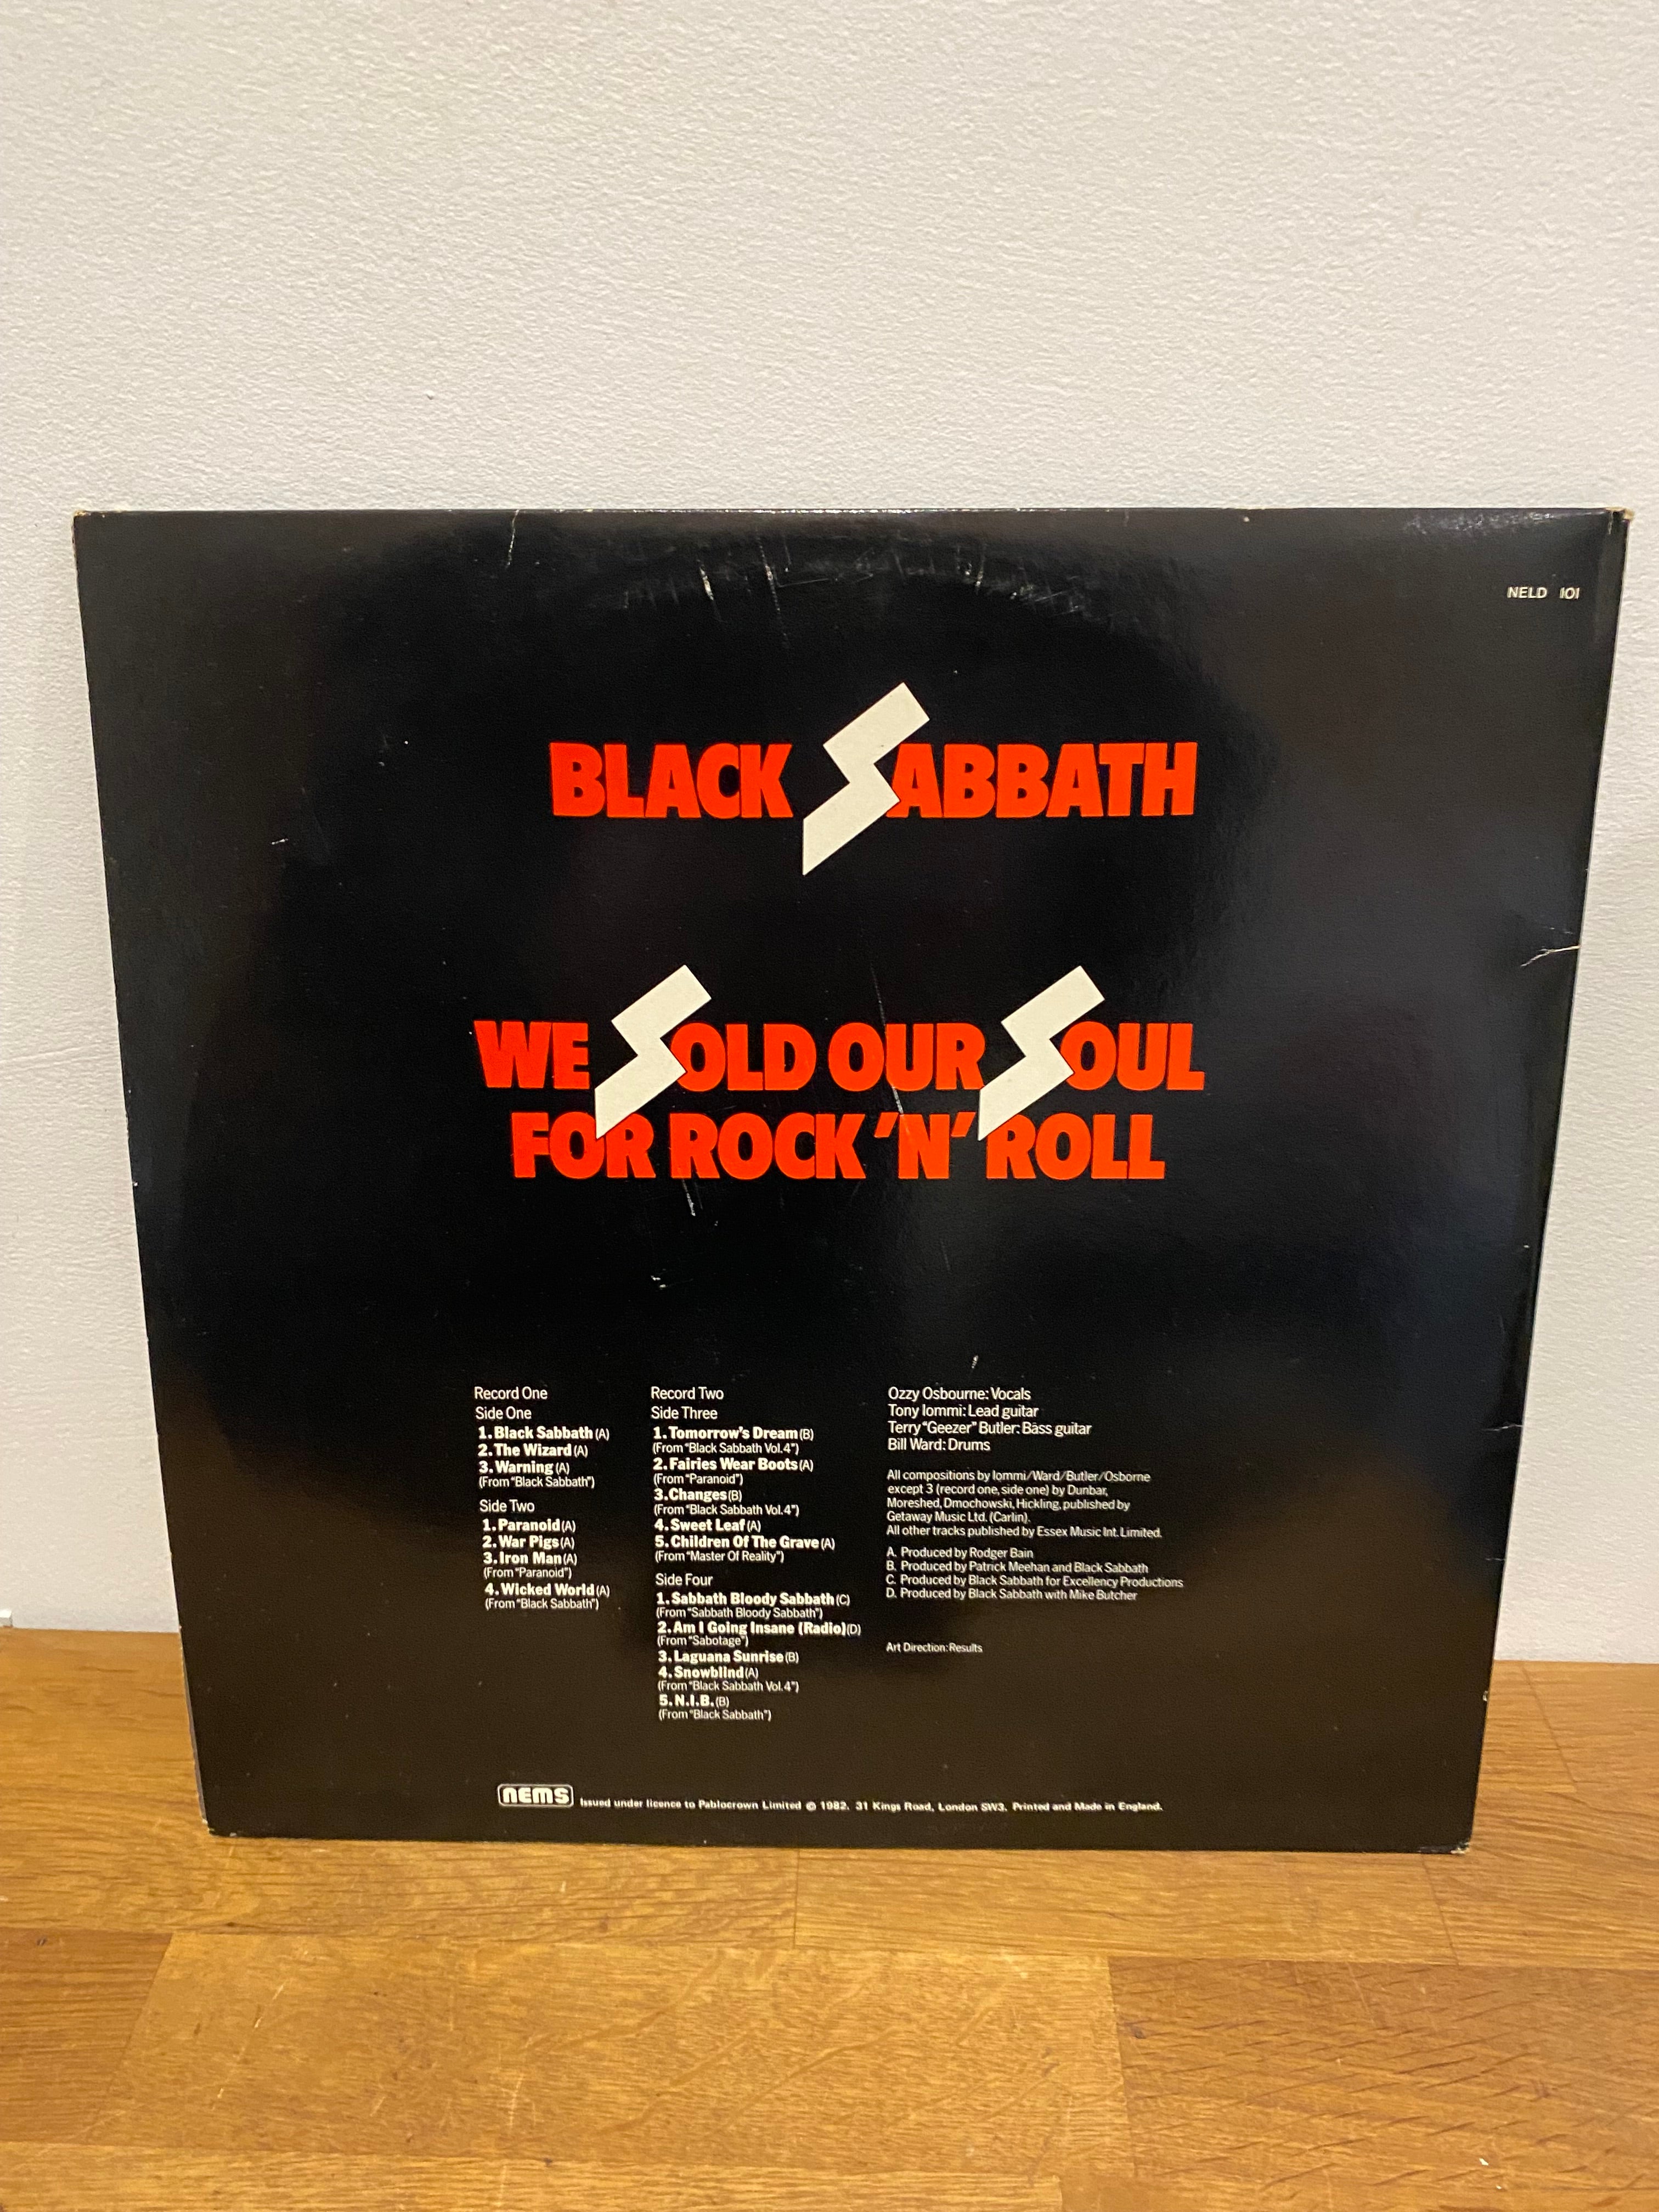 NELD 101
BLACK SABBATH
WE SOLD OUR SOUL
FOR ROCK 'N' ROLL
Record One
Side One
1. Black Sabbath (A)
2. The Wizard (A)
3. Warning (A)
(From "Black Sabbath")
Side Two
1. Paranoid (A)
2. War Pigs (A)
3. Iron Man (A)
(From "Paranoid")
4. Wicked World (A)
(From "Black Sabbath")
Record Two
Side Three
1. Tomorrow's Dream (B)
(From "Black Sabbath Vol. 4")
2. Fairies Wear Boots (A)
(From "Paranoid")
3. Changes (B)
(From "Black Sabbath Vol. 4")
4. Sweet Leaf (A)
5. Children Of The Grave (A)
(From "Master Of Reality")
Side Four
1. Sabbath Bloody Sabbath (C)
(From "Sabbath Bloody Sabbath")
2. Am I Going Insane (Radio) (D)
(From "Sabotage")
3. Laguana Sunrise (B)
4. Snowblind (A)
(From "Black Sabbath Vol. 4")
5. N.I.B. (B)
(From "Black Sabbath")
Ozzy Osbourne: Vocals
Tony Iommi: Lead guitar
Terry "Geezer" Butler: Bass guitar
Bill Ward: Drums
All compositions by Iommi/Ward/Butler/Osborne
except 3 (record one, side one) by Dunbar,
Moreshed, Dmochowski, Hickling, published by
Getaway Music Ltd. (Carlin).
All other tracks published by Essex Music Int. Limited.
A. Produced by Rodger Bain
B. Produced by Patrick Meehan and Black Sabbath
C. Produced by Black Sabbath for Excellency Productions
D. Produced by Black Sabbath with Mike Butcher
Art Direction: Results
nems Issued under licence to Pablocrown Limited © 1982. 31 Kings Road, London SW3. Printed and Made in England.